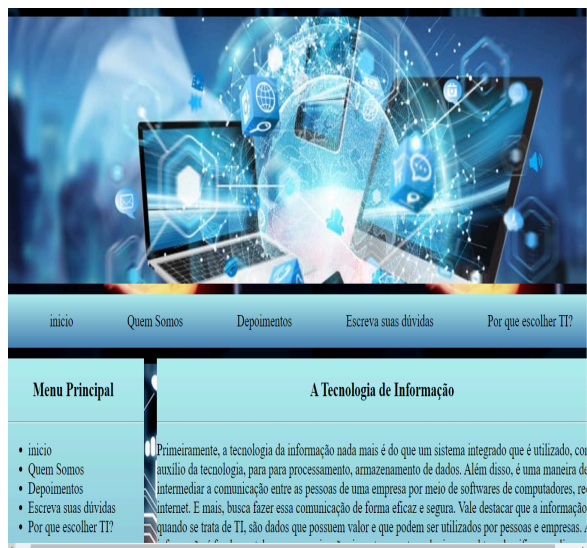 inicio Quem Somos Depoimentos Escreva suas dúvidas Por que escolher TI?
Menu Principal
inicio
Quem Somos
Depoimentos
Escreva suas dúvidas
Por que escolher TI?
A Tecnologia de Informação
Primeiramente, a tecnologia da informação nada mais é do que um sistema integrado que é utilizado, com
auxílio da tecnologia, para para processamento, armazenamento de dados. Além disso, é uma maneira de
intermediar a comunicação entre as pessoas de uma empresa por meio de softwares de computadores,
internet. E mais, busca fazer essa comunicação de forma eficaz e segura. Vale destacar que a informação
quando se trata de TI, são dados que possuem valor e que podem ser utilizados por pessoas e empresas.